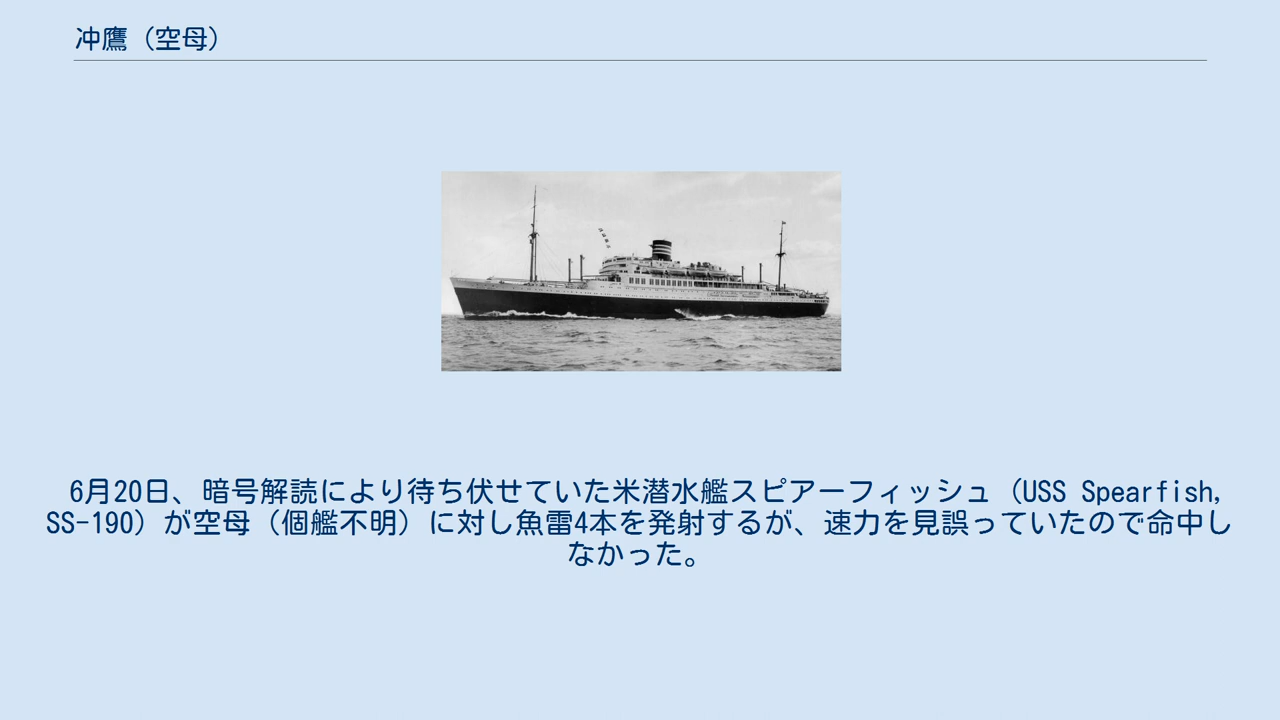 冲鷹（空母）
6月20日、暗号解読により待ち伏せていた米潜水艦スピアーフィッシュ（USS Spearfish,
SS-190）が空母（個艦不明）に対し魚雷4本を発射するが、速力を見誤っていたので命中し
なかった。